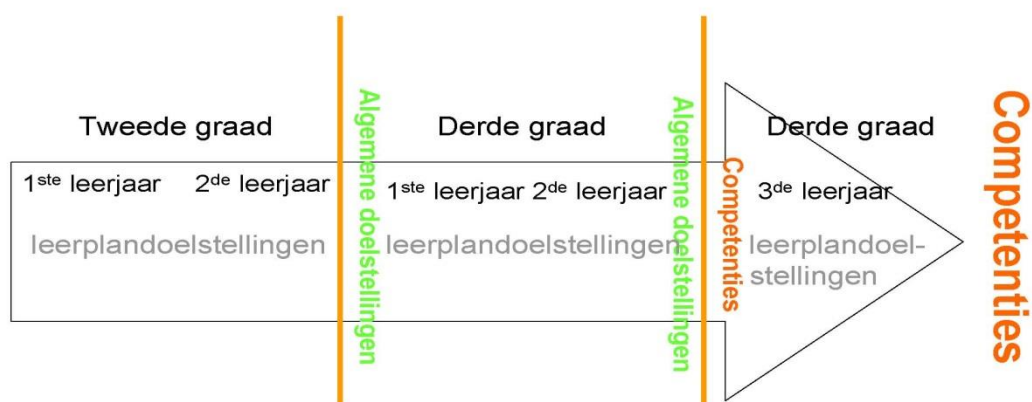 Tweede graad
1ste leerjaar 2de leerjaar
leerplandoelstellingen
Algemene doelstellingen
Derde graad
1ste leerjaar 2de leerjaar
leerplandoelstellingen
Algemene doelstellingen
Competenties
Derde graad
3de leerjaar
leerplandoel-
stellingen
Competenties